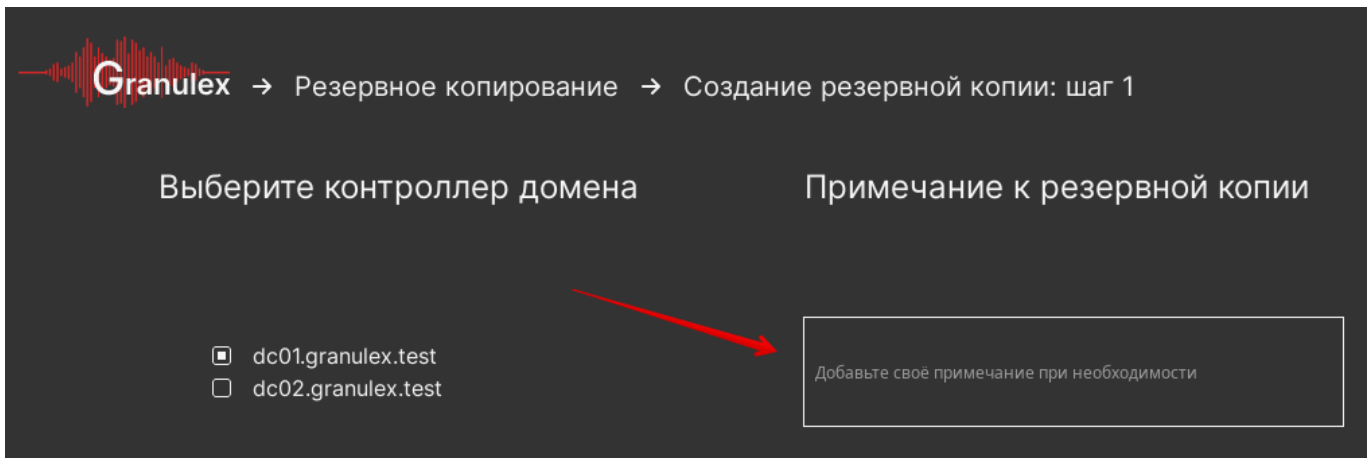 Granulex → Резервное копирование → Создание резервной копии: шаг 1
Выберите контроллер домена
Примечание к резервной копии
dc01.granulex.test
dc02.granulex.test
Добавьте своё примечание при необходимости